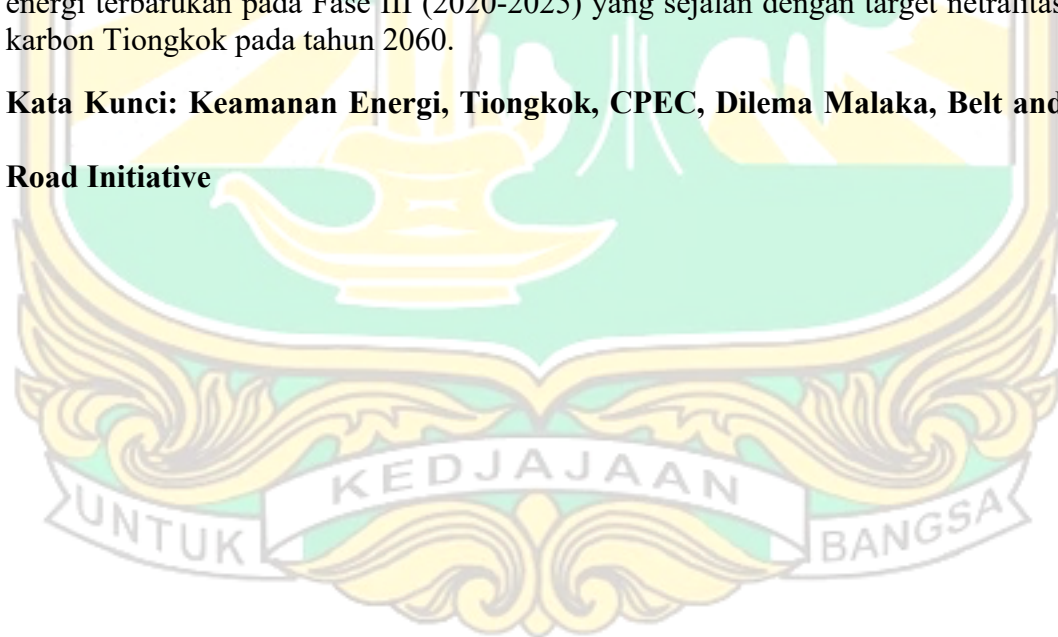 energi terbarukan pada Fase III (2020-2025) yang sejalan dengan target netralitas
karbon Tiongkok pada tahun 2060.
Kata Kunci: Keamanan Energi, Tiongkok, CPEC, Dilema Malaka, Belt and
Road Initiative
UNTUK KEDJAJAAN BANGSA